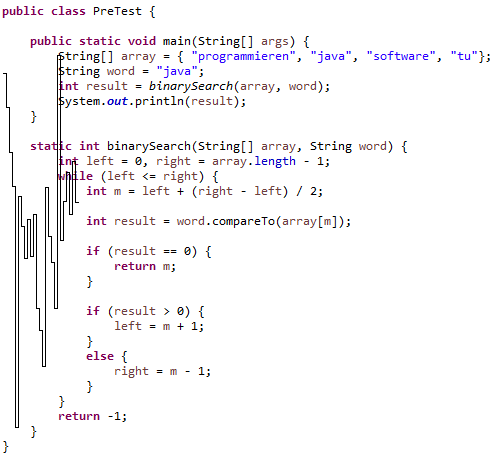 public class PreTest {
public static void main(String[] args) {
String[] array = { "programmieren", "java", "software", "tu"};
String word = "java";
int result = binarySearch(array, word);
System.out.println(result);
}
static int binarySearch(String[] array, String word) {
int left = 0, right = array.length - 1;
while (left <= right) {
int m = left + (right - left) / 2;
int result = word.compareTo(array[m]);
if (result == 0) {
return m;
}
if (result > 0) {
left = m + 1;
}
else {
right = m - 1;
}
}
return -1;
}
}